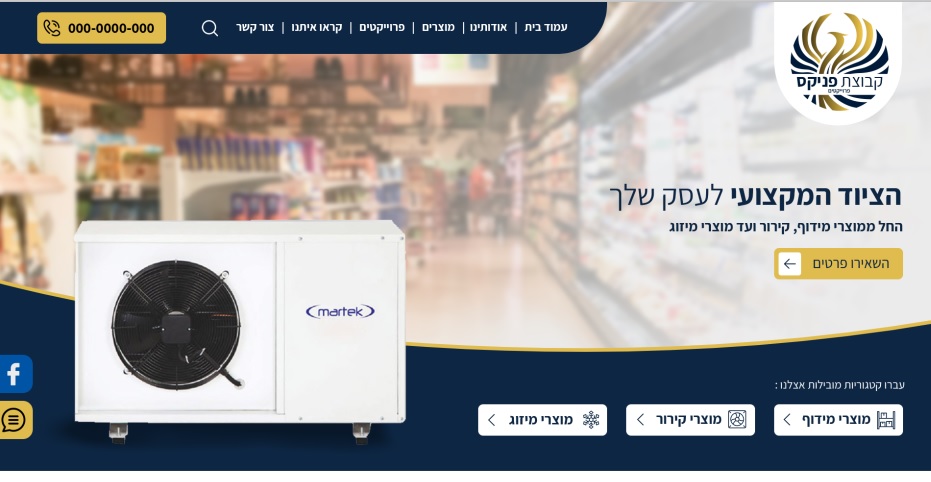 עמוד בית | אודותינו | מוצרים | פרוייקטים | קראו איתנו | צור קשר
000-0000-000
קבוצת פניקס
פרוייקטים
הציוד המקצועי לעסק שלך
החל ממוצרי מידוף, קירור ועד מוצרי מיזוג
השאירו פרטים
martek
עברו קטגוריות מובילות אצלנו :
מוצרי מידוף
מוצרי קירור
מוצרי מיזוג